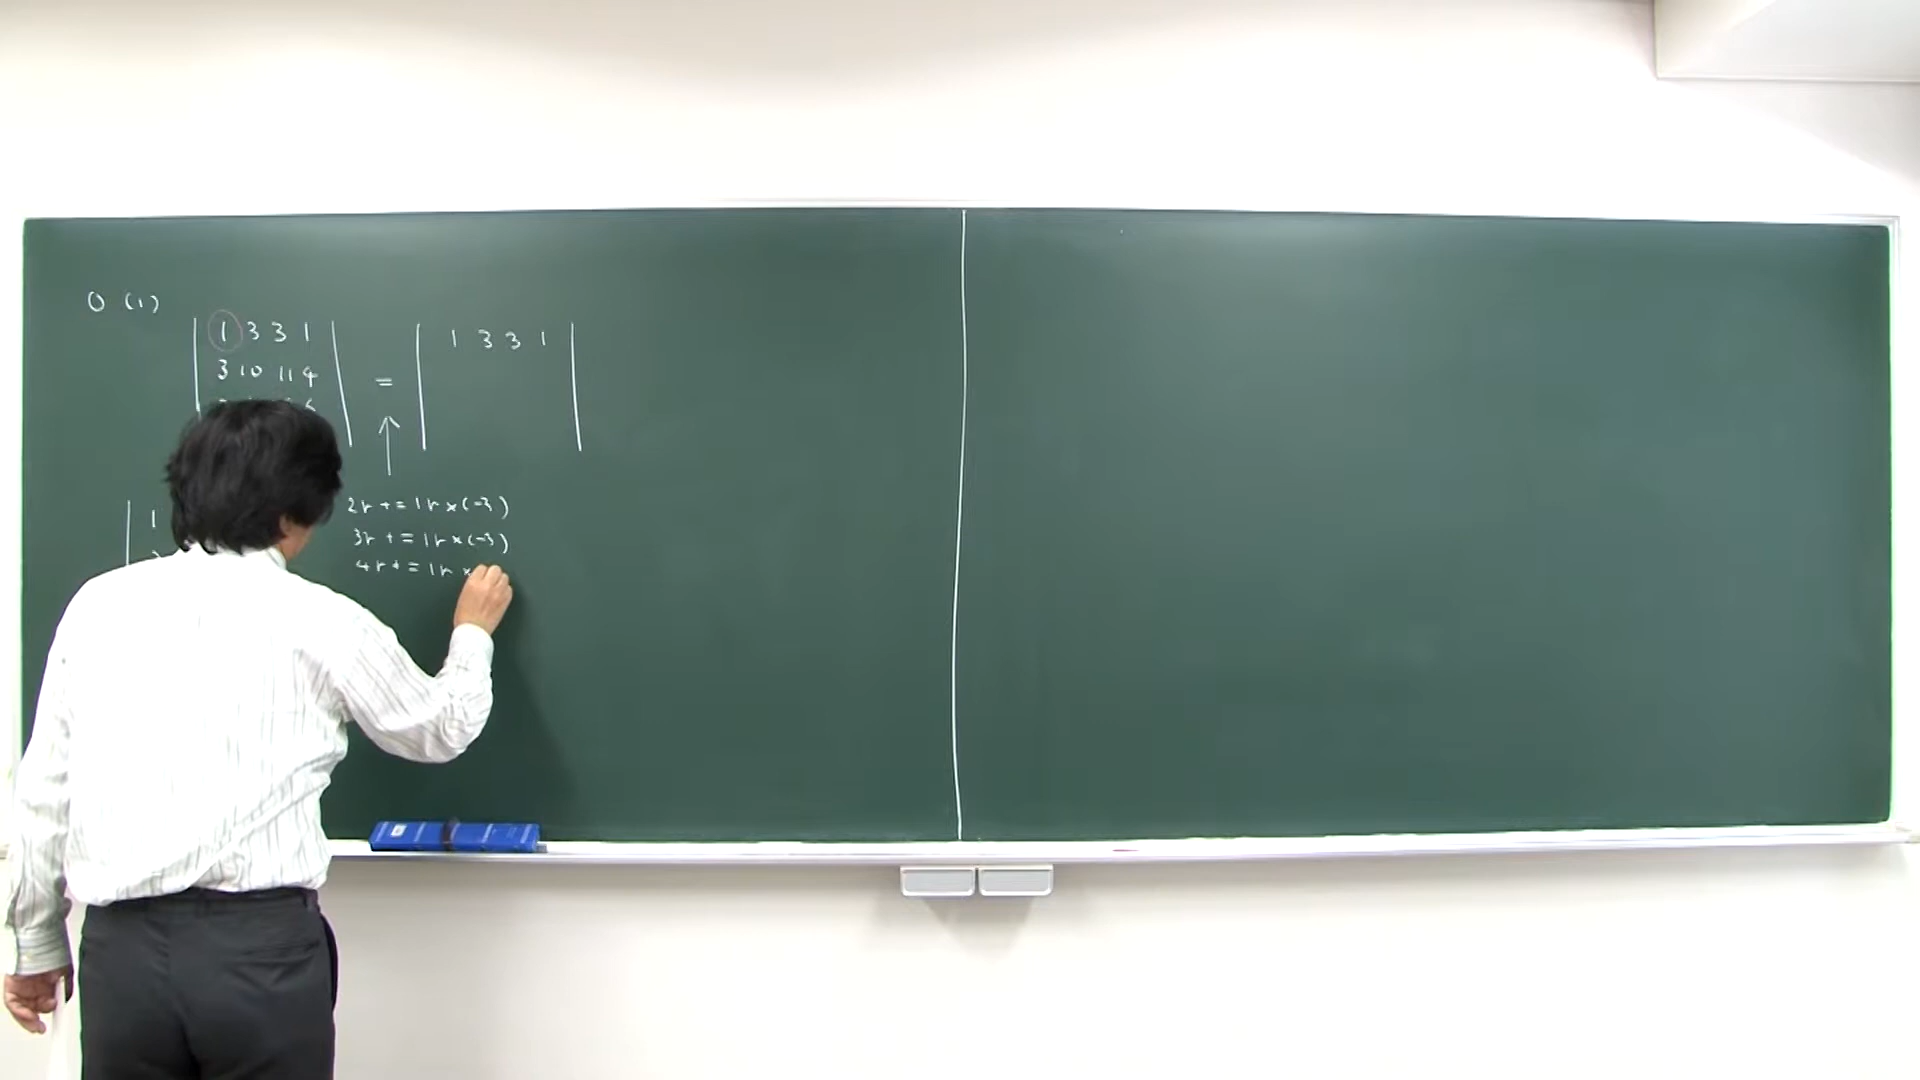 0 (1)
| 1 3 3 1 | = | 1 3 3 1 |
3 10 11 4
2r += 1r×(-3)
3r += 1r×(-3)
4r += 1r×
| 1